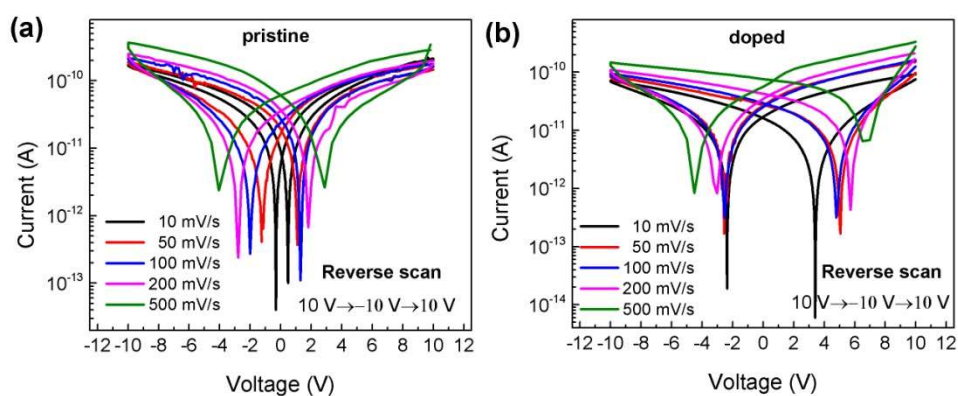 (a)
pristine
Current (A)
10⁻¹⁰
10⁻¹¹
10⁻¹²
10⁻¹³
10 mV/s
50 mV/s
100 mV/s
200 mV/s
500 mV/s
Reverse scan
10 V→−10 V→10 V
-12 -10 -8 -6 -4 -2 0 2 4 6 8 10 12
Voltage (V)
(b)
doped
Current (A)
10⁻¹⁰
10⁻¹¹
10⁻¹²
10⁻¹³
10⁻¹⁴
10 mV/s
50 mV/s
100 mV/s
200 mV/s
500 mV/s
Reverse scan
10 V→−10 V→10 V
-12 -10 -8 -6 -4 -2 0 2 4 6 8 10 12
Voltage (V)